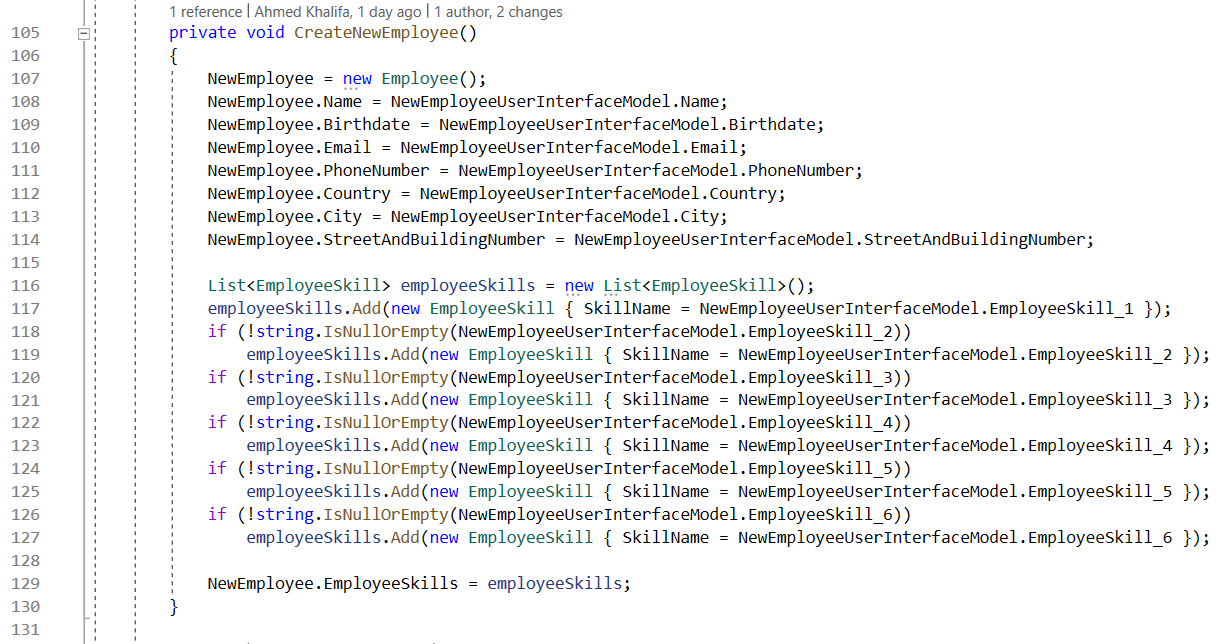 1 reference | Ahmed Khalifa, 1 day ago | 1 author, 2 changes
105 private void CreateNewEmployee()
106 {
107 NewEmployee = new Employee();
108 NewEmployee.Name = NewEmployeeUserInterfaceModel.Name;
109 NewEmployee.Birthdate = NewEmployeeUserInterfaceModel.Birthdate;
110 NewEmployee.Email = NewEmployeeUserInterfaceModel.Email;
111 NewEmployee.PhoneNumber = NewEmployeeUserInterfaceModel.PhoneNumber;
112 NewEmployee.Country = NewEmployeeUserInterfaceModel.Country;
113 NewEmployee.City = NewEmployeeUserInterfaceModel.City;
114 NewEmployee.StreetAndBuildingNumber = NewEmployeeUserInterfaceModel.StreetAndBuildingNumber;
115
116 List<EmployeeSkill> employeeSkills = new List<EmployeeSkill>();
117 employeeSkills.Add(new EmployeeSkill { SkillName = NewEmployeeUserInterfaceModel.EmployeeSkill_1 });
118 if (!string.IsNullOrEmpty(NewEmployeeUserInterfaceModel.EmployeeSkill_2))
119 employeeSkills.Add(new EmployeeSkill { SkillName = NewEmployeeUserInterfaceModel.EmployeeSkill_2 });
120 if (!string.IsNullOrEmpty(NewEmployeeUserInterfaceModel.EmployeeSkill_3))
121 employeeSkills.Add(new EmployeeSkill { SkillName = NewEmployeeUserInterfaceModel.EmployeeSkill_3 });
122 if (!string.IsNullOrEmpty(NewEmployeeUserInterfaceModel.EmployeeSkill_4))
123 employeeSkills.Add(new EmployeeSkill { SkillName = NewEmployeeUserInterfaceModel.EmployeeSkill_4 });
124 if (!string.IsNullOrEmpty(NewEmployeeUserInterfaceModel.EmployeeSkill_5))
125 employeeSkills.Add(new EmployeeSkill { SkillName = NewEmployeeUserInterfaceModel.EmployeeSkill_5 });
126 if (!string.IsNullOrEmpty(NewEmployeeUserInterfaceModel.EmployeeSkill_6))
127 employeeSkills.Add(new EmployeeSkill { SkillName = NewEmployeeUserInterfaceModel.EmployeeSkill_6 });
128
129 NewEmployee.EmployeeSkills = employeeSkills;
130 }
131